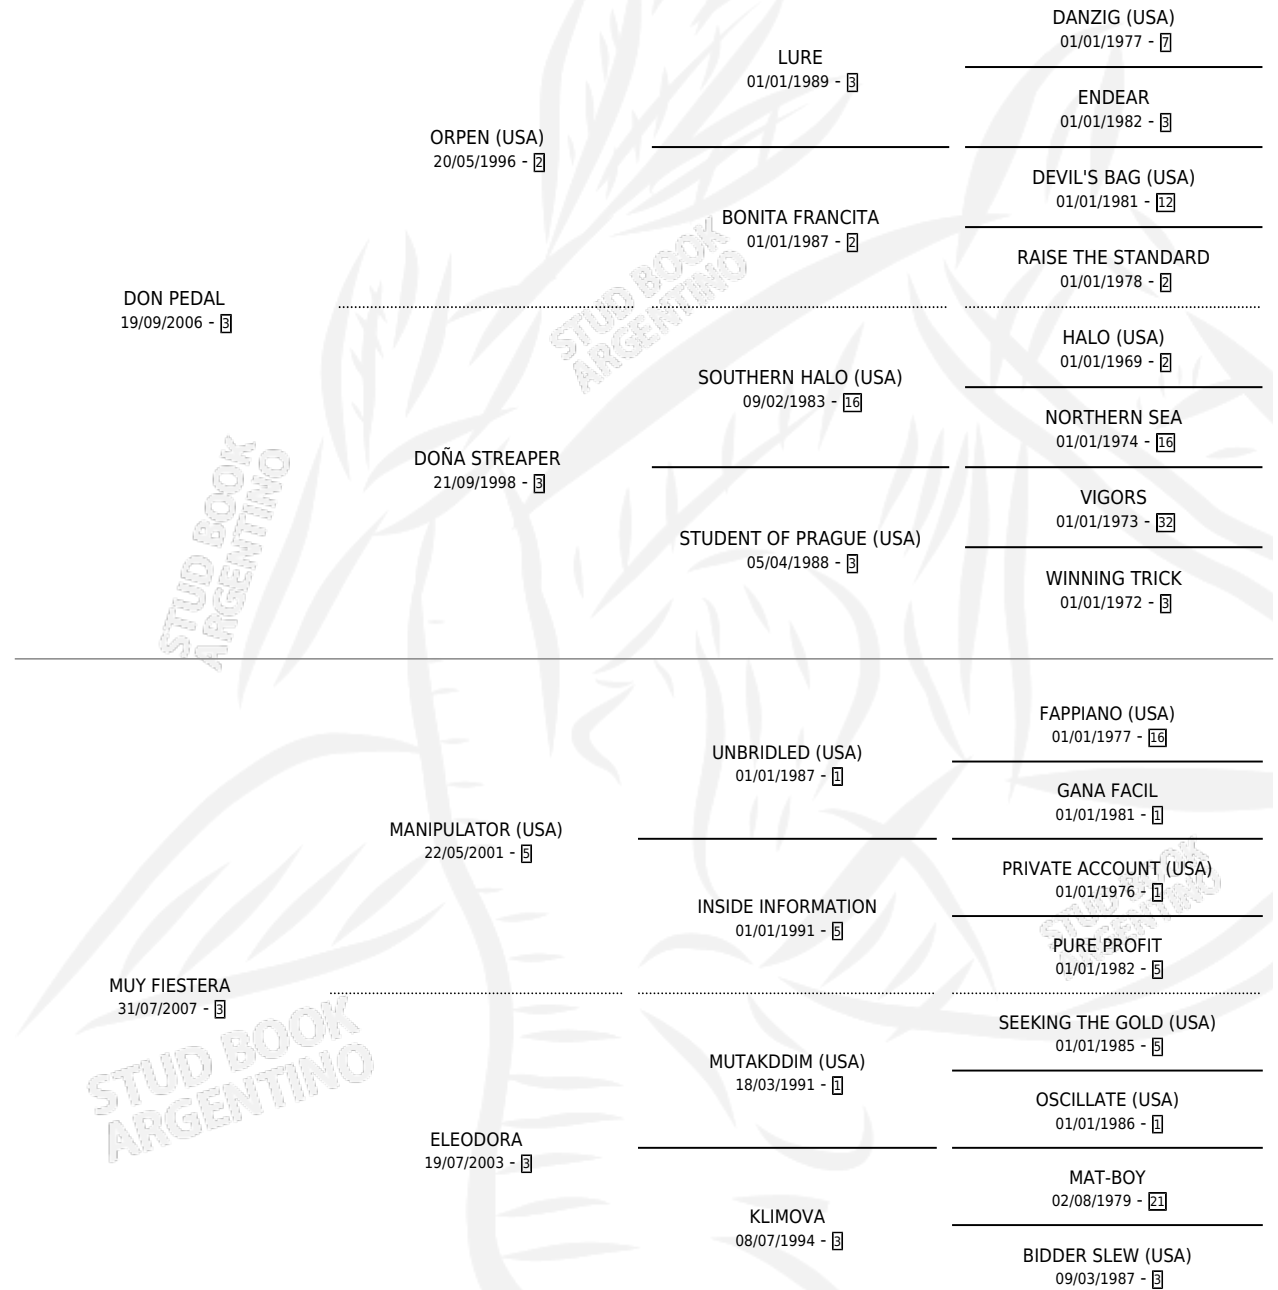 DANZIG (USA)
01/01/1977 - 7
LURE
01/01/1989 - 3
ENDEAR
01/01/1982 - 3
ORPEN (USA)
20/05/1996 - 2
DEVIL'S BAG (USA)
01/01/1981 - 12
BONITA FRANCITA
01/01/1987 - 2
RAISE THE STANDARD
01/01/1978 - 2
DON PEDAL
19/09/2006 - 3
HALO (USA)
01/01/1969 - 2
SOUTHERN HALO (USA)
09/02/1983 - 16
NORTHERN SEA
01/01/1974 - 16
DOÑA STREAPER
21/09/1998 - 3
VIGORS
01/01/1973 - 32
STUDENT OF PRAGUE (USA)
05/04/1988 - 3
WINNING TRICK
01/01/1972 - 3
FAPPIANO (USA)
01/01/1977 - 16
UNBRIDLED (USA)
01/01/1987 - 1
GANA FACIL
01/01/1981 - 1
MANIPULATOR (USA)
22/05/2001 - 5
PRIVATE ACCOUNT (USA)
01/01/1976 - 1
INSIDE INFORMATION
01/01/1991 - 5
PURE PROFIT
01/01/1982 - 5
MUY FIESTERA
31/07/2007 - 3
SEEKING THE GOLD (USA)
01/01/1985 - 5
MUTAKDDIM (USA)
18/03/1991 - 1
OSCILLATE (USA)
01/01/1986 - 1
ELEODORA
19/07/2003 - 3
MAT-BOY
02/08/1979 - 21
KLIMOVA
08/07/1994 - 3
BIDDER SLEW (USA)
09/03/1987 - 3
STUD BOOK
ARGENTINO
STUD BOOK
ARGENTINO
STUD BOOK
ARGENTINO
STUD BOOK
ARGENTINO